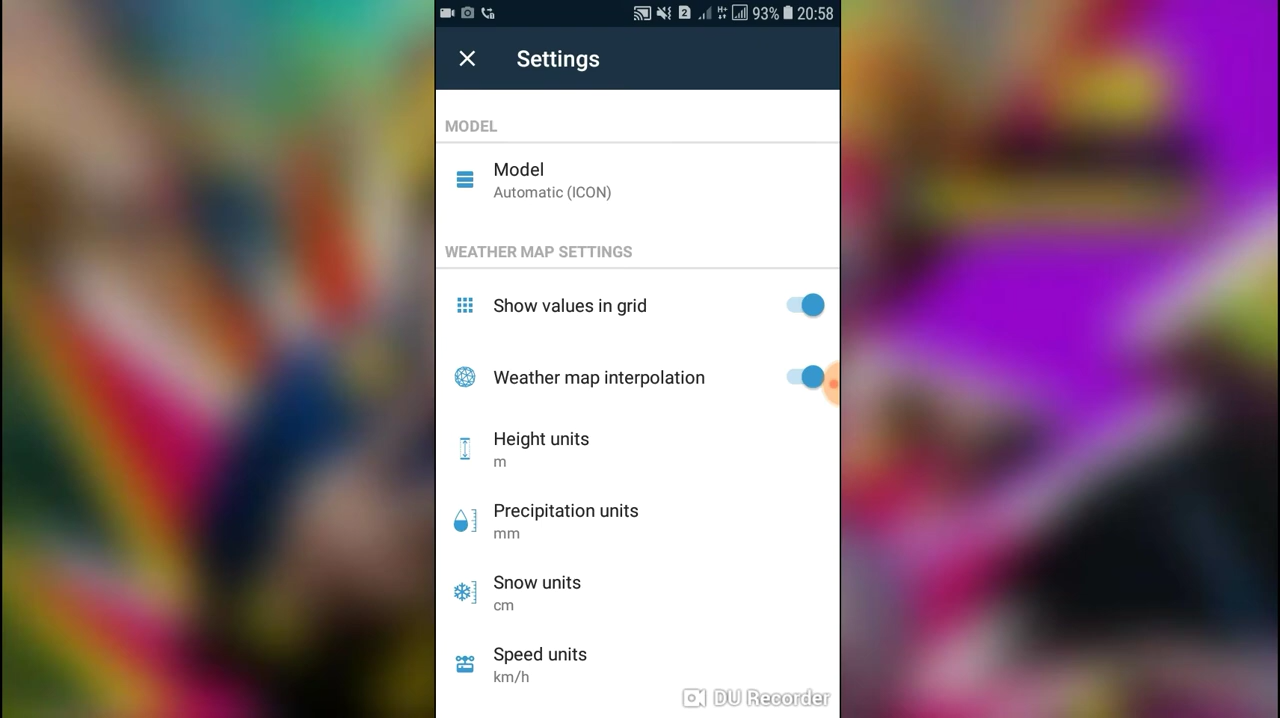 2 H+ 93% 20:58
Settings
MODEL
Model
Automatic (ICON)
WEATHER MAP SETTINGS
Show values in grid
Weather map interpolation
Height units
m
Precipitation units
mm
Snow units
cm
Speed units
km/h
DU Recorder